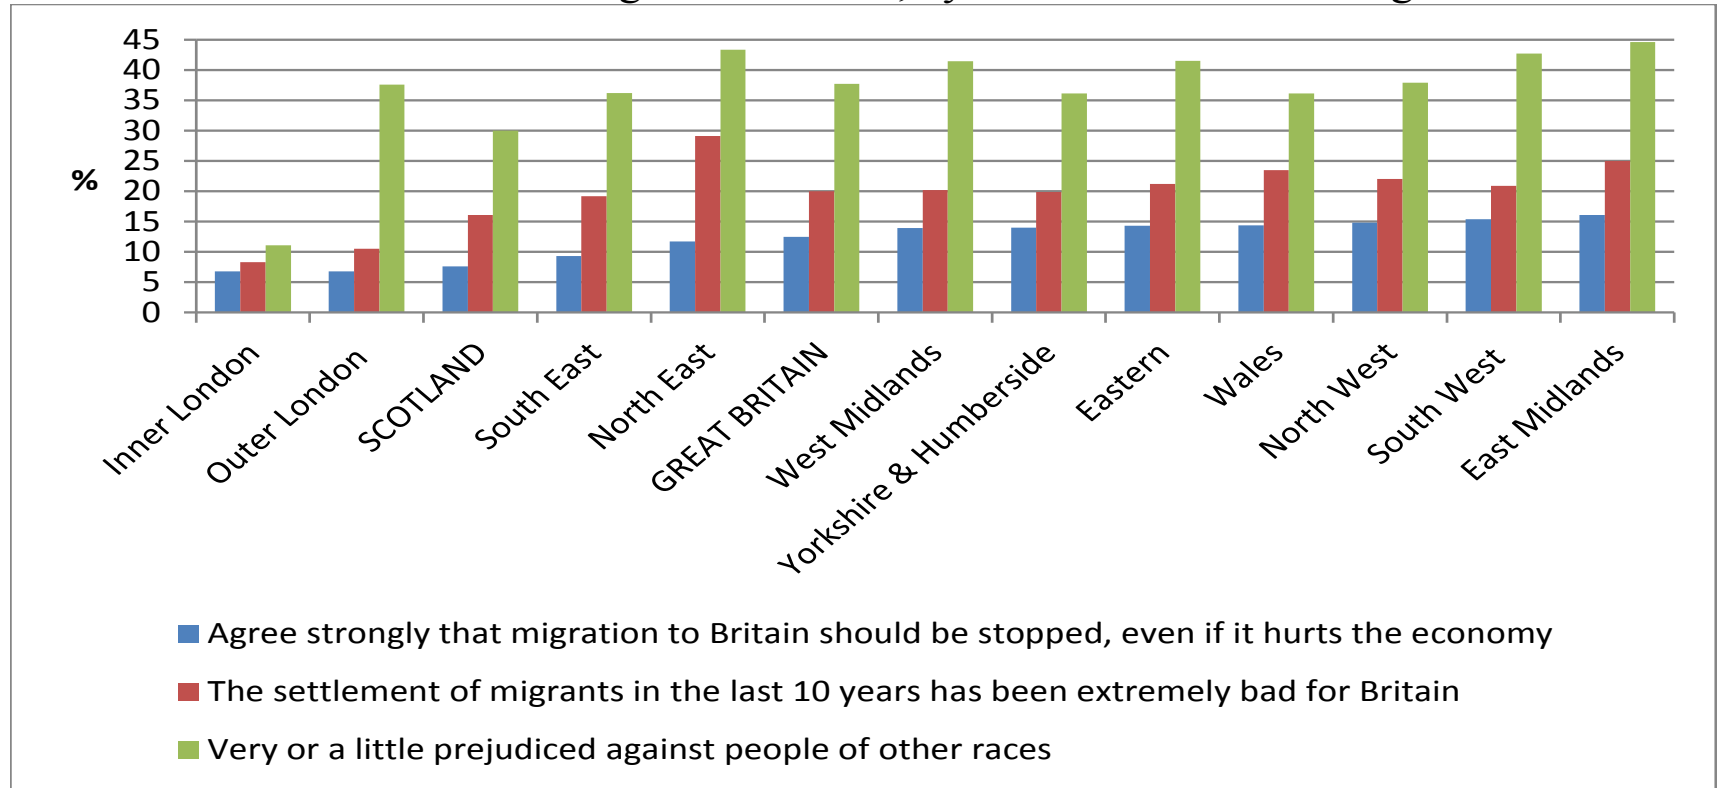 45
40
35
30
25
20
15
10
5
0
%
Inner London
Outer London
SCOTLAND
South East
North East
GREAT BRITAIN
West Midlands
Yorkshire & Humberside
Eastern
Wales
North West
South West
East Midlands
Agree strongly that migration to Britain should be stopped, even if it hurts the economy
The settlement of migrants in the last 10 years has been extremely bad for Britain
Very or a little prejudiced against people of other races